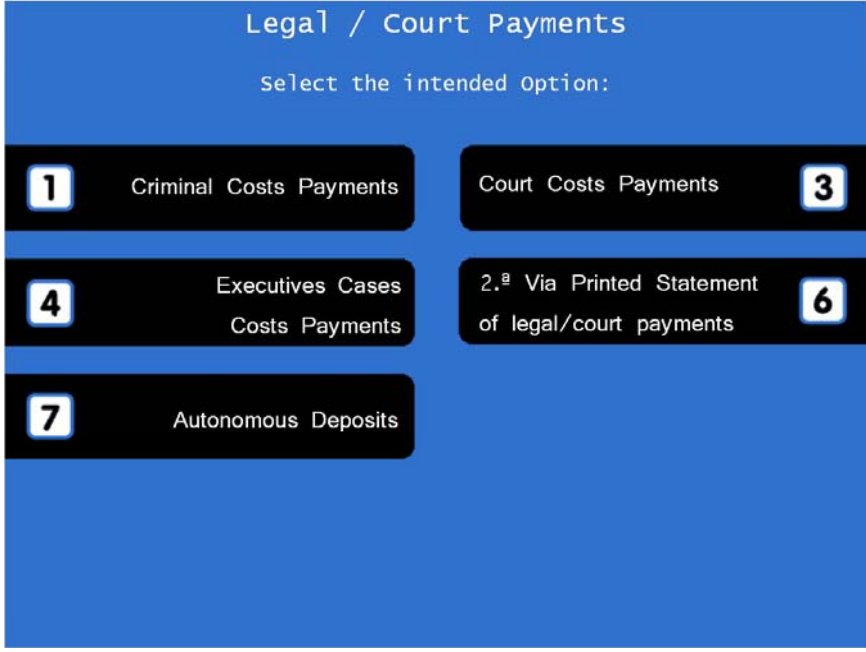 Legal / Court Payments
Select the intended Option:
1 Criminal Costs Payments
Court Costs Payments 3
4 Executives Cases
Costs Payments
2.ª Via Printed Statement
of legal/court payments 6
7 Autonomous Deposits